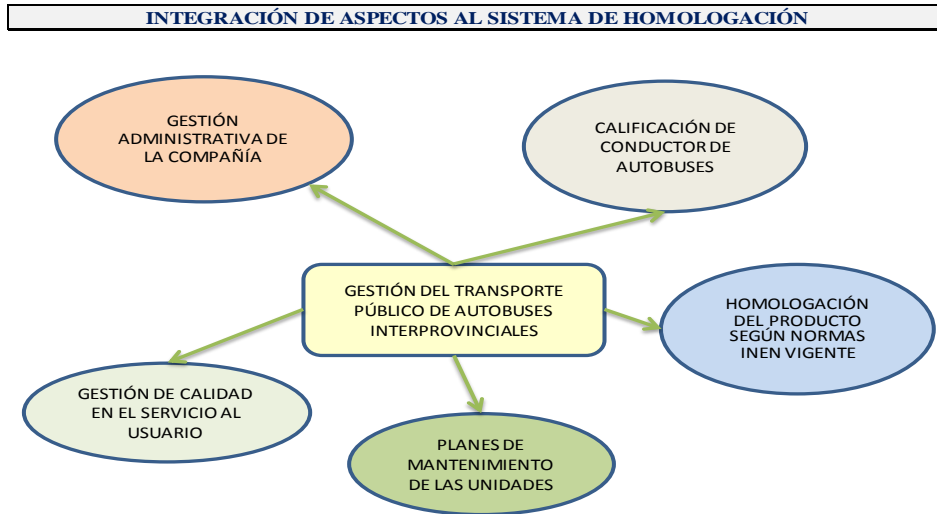 INTEGRACIÓN DE ASPECTOS AL SISTEMA DE HOMOLOGACIÓN
GESTIÓN
ADMINISTRATIVA DE
LA COMPAÑÍA
CALIFICACIÓN DE
CONDUCTOR DE
AUTOBUSES
GESTIÓN DEL TRANSPORTE
PÚBLICO DE AUTOBUSES
INTERPROVINCIALES
HOMOLOGACIÓN
DEL PRODUCTO
SEGÚN NORMAS
INEN VIGENTE
GESTIÓN DE CALIDAD
EN EL SERVICIO AL
USUARIO
PLANES DE
MANTENIMIENTO
DE LAS UNIDADES